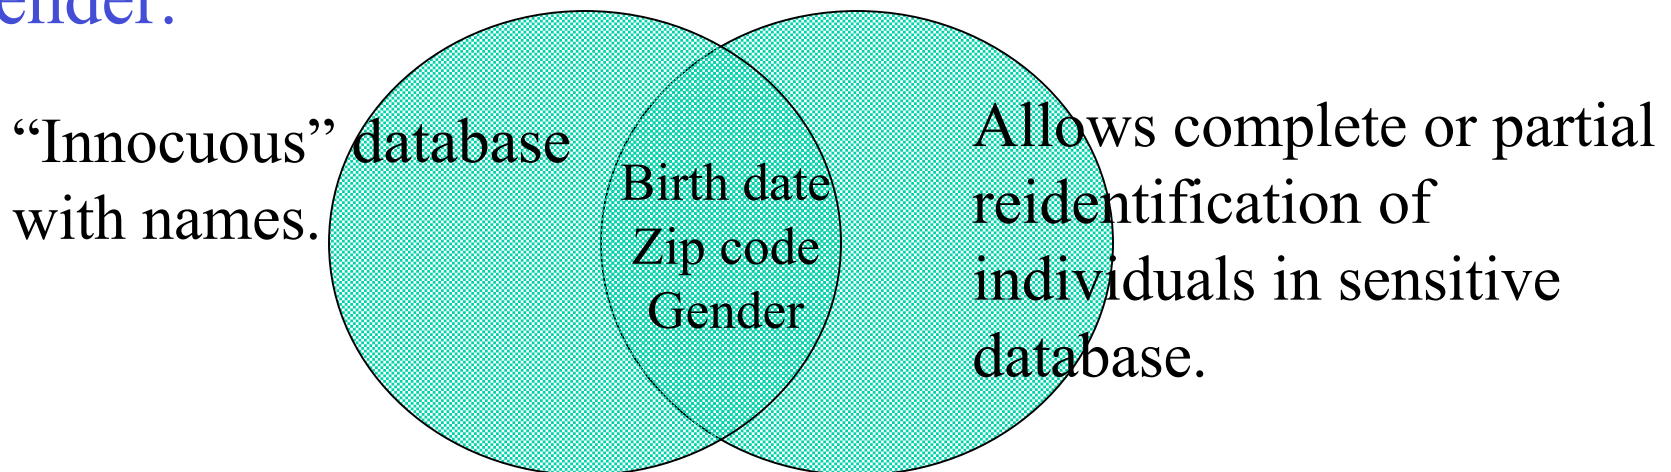 ender.
“Innocuous” database
with names.
Birth date
Zip code
Gender
Allows complete or partial
reidentification of
individuals in sensitive
database.